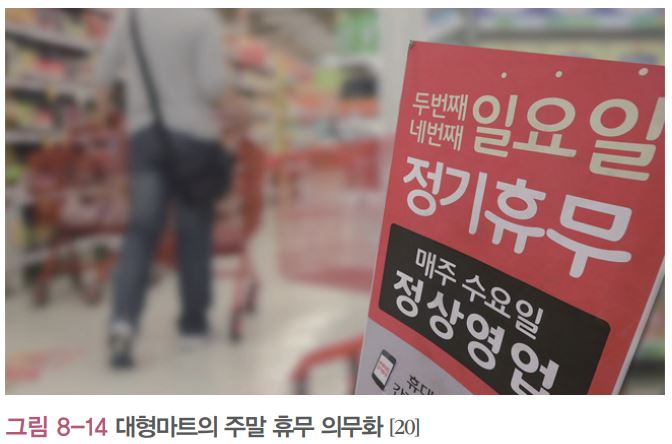 두번째
네번째 일요일
정기휴무
매주 수요일
정상영업
그림 8-14 대형마트의 주말 휴무 의무화 [20]